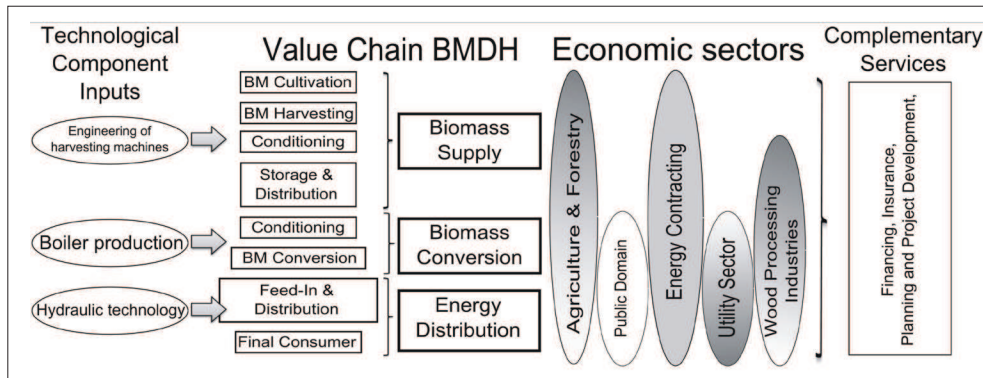 Technological
Component
Inputs
Engineering of
harvesting machines
Boiler production
Hydraulic technology
Value Chain BMDH
BM Cultivation
BM Harvesting
Conditioning
Storage &
Distribution
Conditioning
BM Conversion
Feed-In &
Distribution
Final Consumer
Biomass
Supply
Biomass
Conversion
Energy
Distribution
Economic sectors
Agriculture & Forestry
Public Domain
Energy Contracting
Utility Sector
Wood Processing
Industries
Complementary
Services
Financing, Insurance,
Planning and Project Development,